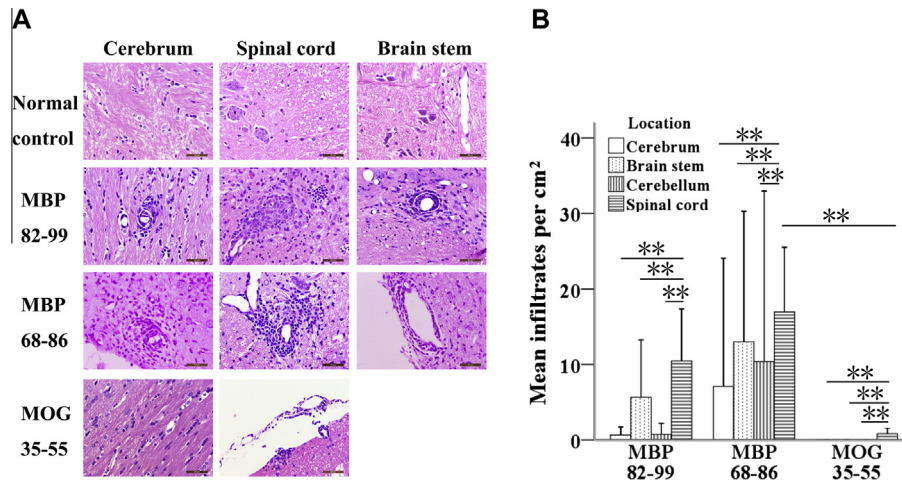 A
Cerebrum Spinal cord Brain stem
Normal
control
MBP
82-99
MBP
68-86
MOG
35-55
B
Mean infiltrates per cm²
40
30
20
10
0
Location
Cerebrum
Brain stem
Cerebellum
Spinal cord
**
**
**
**
**
**
**
**
**
**
MBP
82-99
MBP
68-86
MOG
35-55